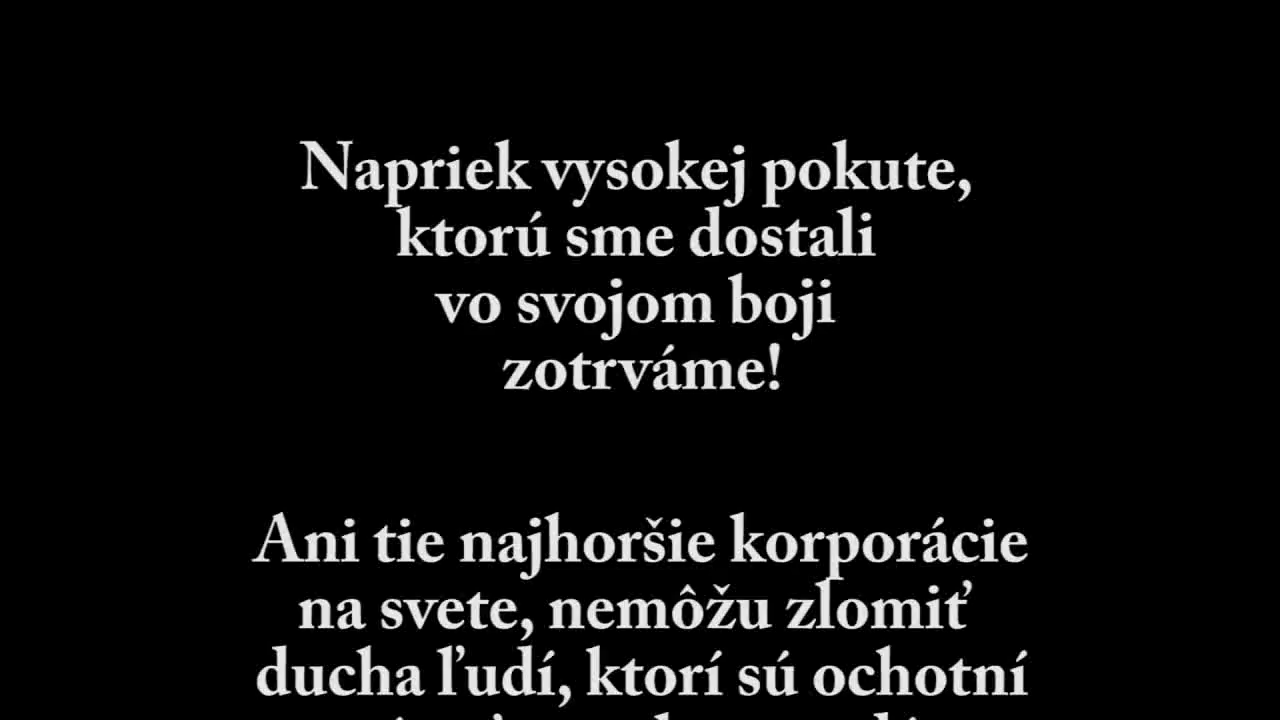 Napriek vysokej pokute,
ktorú sme dostali
vo svojom boji
zotrváme!
Ani tie najhoršie korporácie
na svete, nemôžu zlomiť
ducha ľudí, ktorí sú ochotní